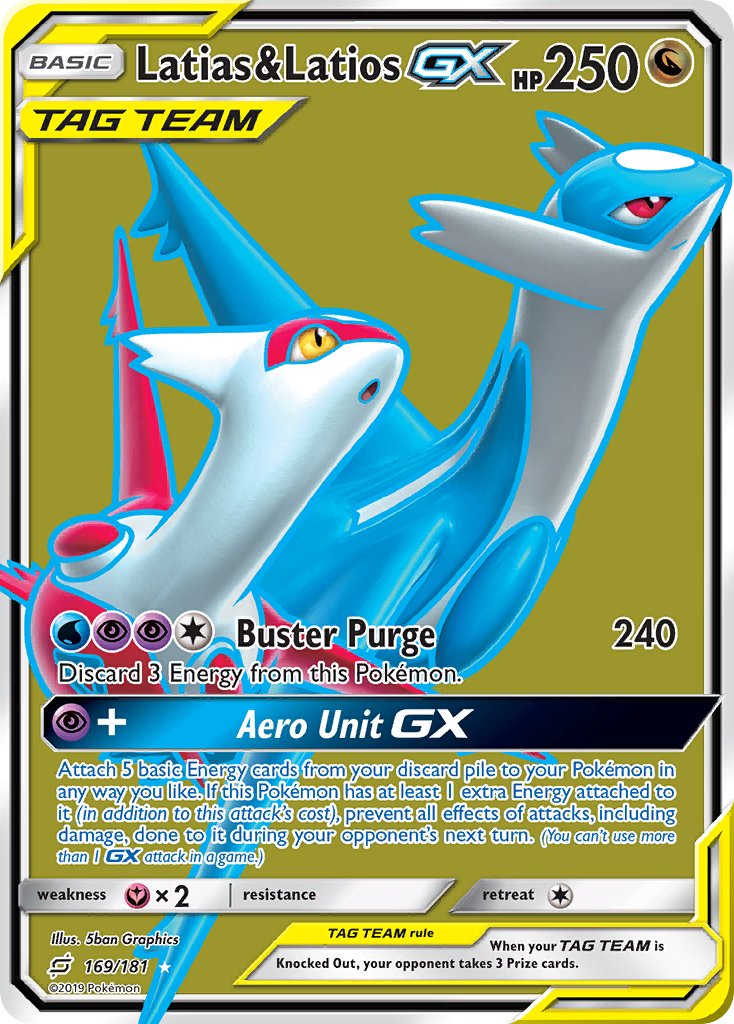 BASIC Latias&Latios GX HP250
TAG TEAM
Buster Purge 240
Discard 3 Energy from this Pokémon.
+ Aero Unit GX
Attach 5 basic Energy cards from your discard pile to your Pokémon in
any way you like. If this Pokémon has at least 1 extra Energy attached to
it (in addition to this attack's cost), prevent all effects of attacks, including
damage, done to it during your opponent's next turn. (You can't use more
than 1 GX attack in a game.)
weakness ×2 resistance retreat
Illus. 5ban Graphics
TAG TEAM rule
When your TAG TEAM is
Knocked Out, your opponent takes 3 Prize cards.
169/181
©2019 Pokémon